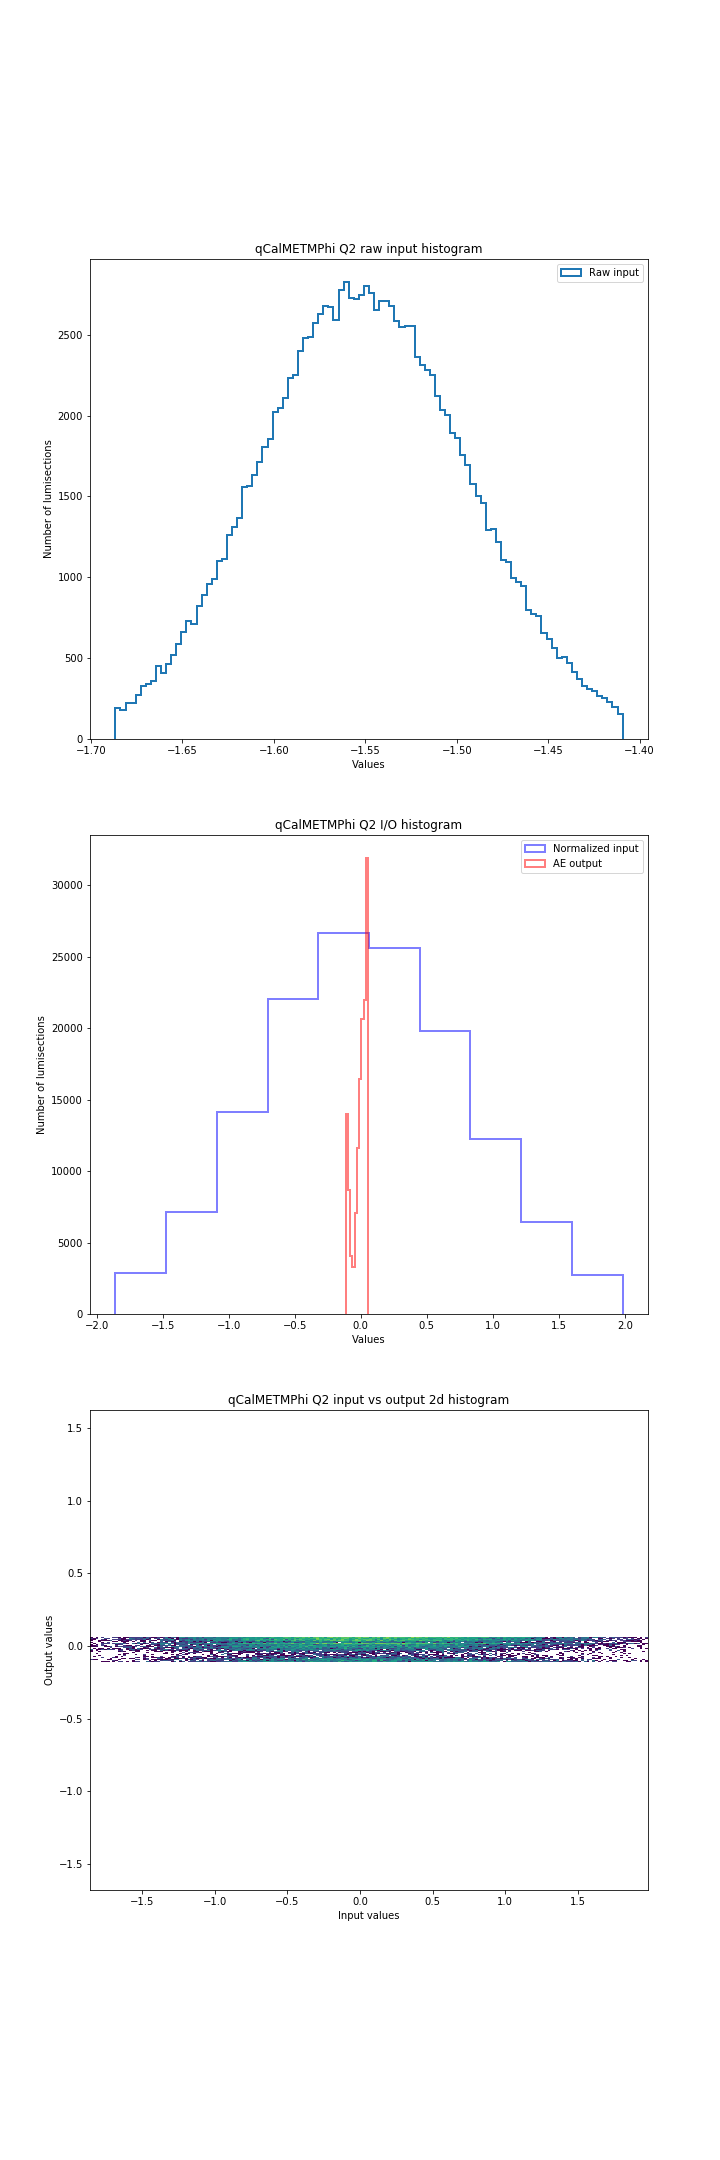 qCalMETMPhi Q2 raw input histogram
Raw input
2500
2000
1500
1000
500
0
Number of lumisections
−1.70 −1.65 −1.60 −1.55 −1.50 −1.45 −1.40
Values
qCalMETMPhi Q2 I/O histogram
Normalized input
AE output
30000
25000
20000
15000
10000
5000
0
Number of lumisections
−2.0 −1.5 −1.0 −0.5 0.0 0.5 1.0 1.5 2.0
Values
qCalMETMPhi Q2 input vs output 2d histogram
1.5
1.0
0.5
0.0
−0.5
−1.0
−1.5
Output values
−1.5 −1.0 −0.5 0.0 0.5 1.0 1.5
Input values